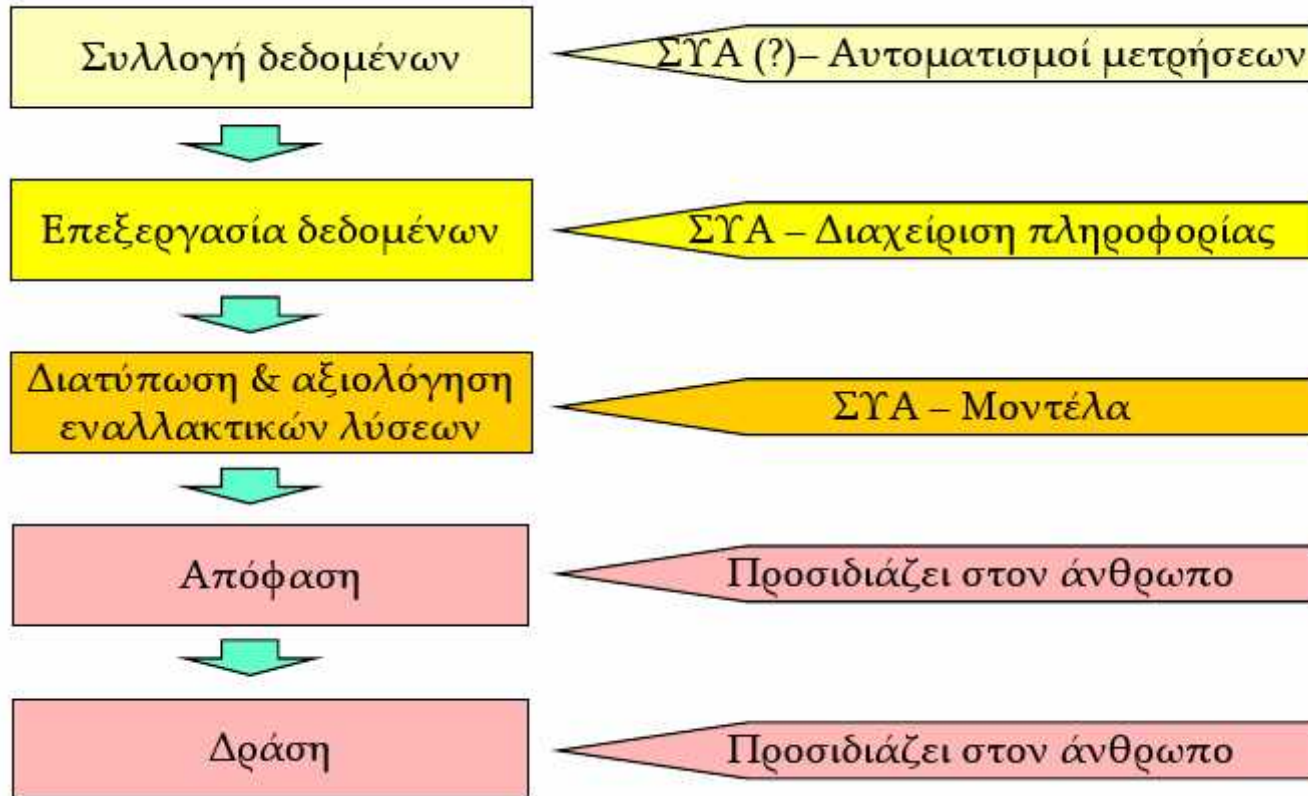 Συλλογή δεδομένων
ΣΥΑ (?)– Αυτοματισμοί μετρήσεων
Επεξεργασία δεδομένων
ΣΥΑ – Διαχείριση πληροφορίας
Διατύπωση & αξιολόγηση
εναλλακτικών λύσεων
ΣΥΑ – Μοντέλα
Απόφαση
Προσιδιάζει στον άνθρωπο
Δράση
Προσιδιάζει στον άνθρωπο